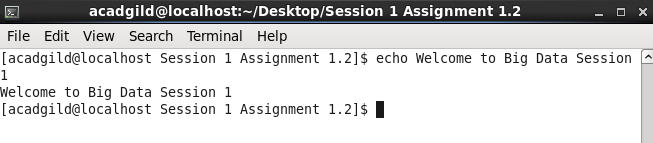 acadgild@localhost:~/Desktop/Session 1 Assignment 1.2
File Edit View Search Terminal Help
[acadgild@localhost Session 1 Assignment 1.2]$ echo Welcome to Big Data Session
1
Welcome to Big Data Session 1
[acadgild@localhost Session 1 Assignment 1.2]$